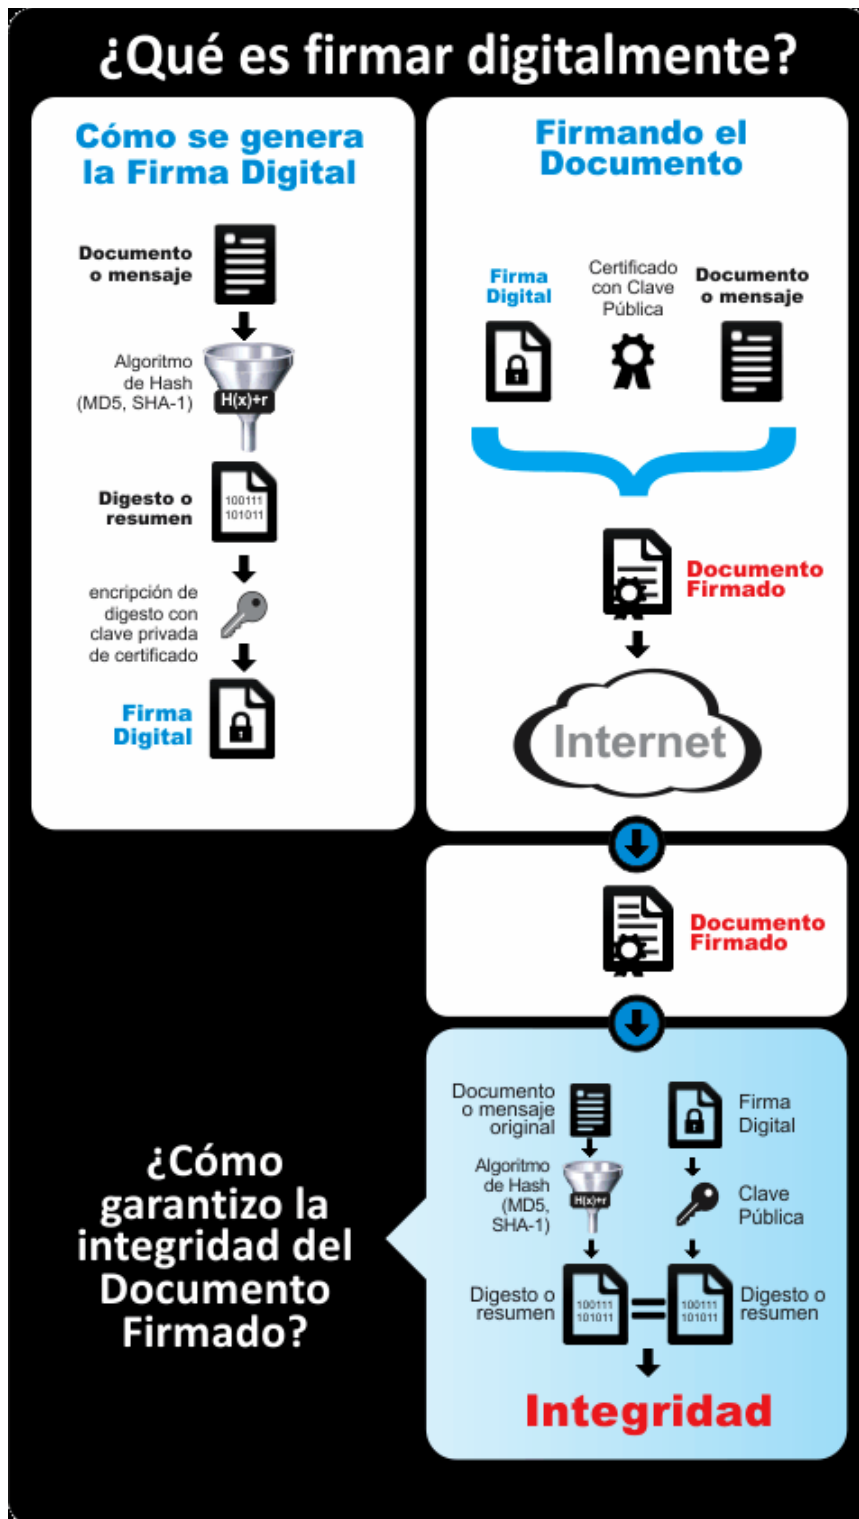 ¿Qué es firmar digitalmente?
Cómo se genera
la Firma Digital
Documento
o mensaje
Algoritmo
de Hash
(MD5, SHA-1)
H(x)+r
Digesto o
resumen
100111
101011
encripción de
digesto con
clave privada
de certificado
Firma
Digital
Firmando el
Documento
Firma
Digital
Certificado
con Clave
Pública
Documento
o mensaje
Documento
Firmado
Internet
Documento
Firmado
¿Cómo
garantizo la
integridad del
Documento
Firmado?
Documento
o mensaje
original
Algoritmo
de Hash
(MD5,
SHA-1)
H(x)+r
Digesto o
resumen
100111
101011
=
Firma
Digital
Clave
Pública
100111
101011
Digesto o
resumen
Integridad